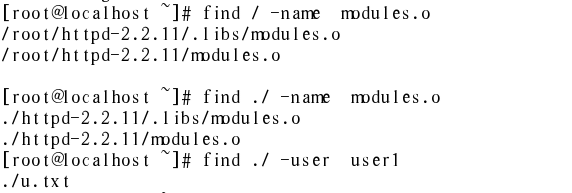 [root@localhost ~]# find / -name modules.o
/root/httpd-2.2.11/.libs/modules.o
/root/httpd-2.2.11/modules.o
[root@localhost ~]# find ./ -name modules.o
./httpd-2.2.11/.libs/modules.o
./httpd-2.2.11/modules.o
[root@localhost ~]# find ./ -user user1
./u.txt